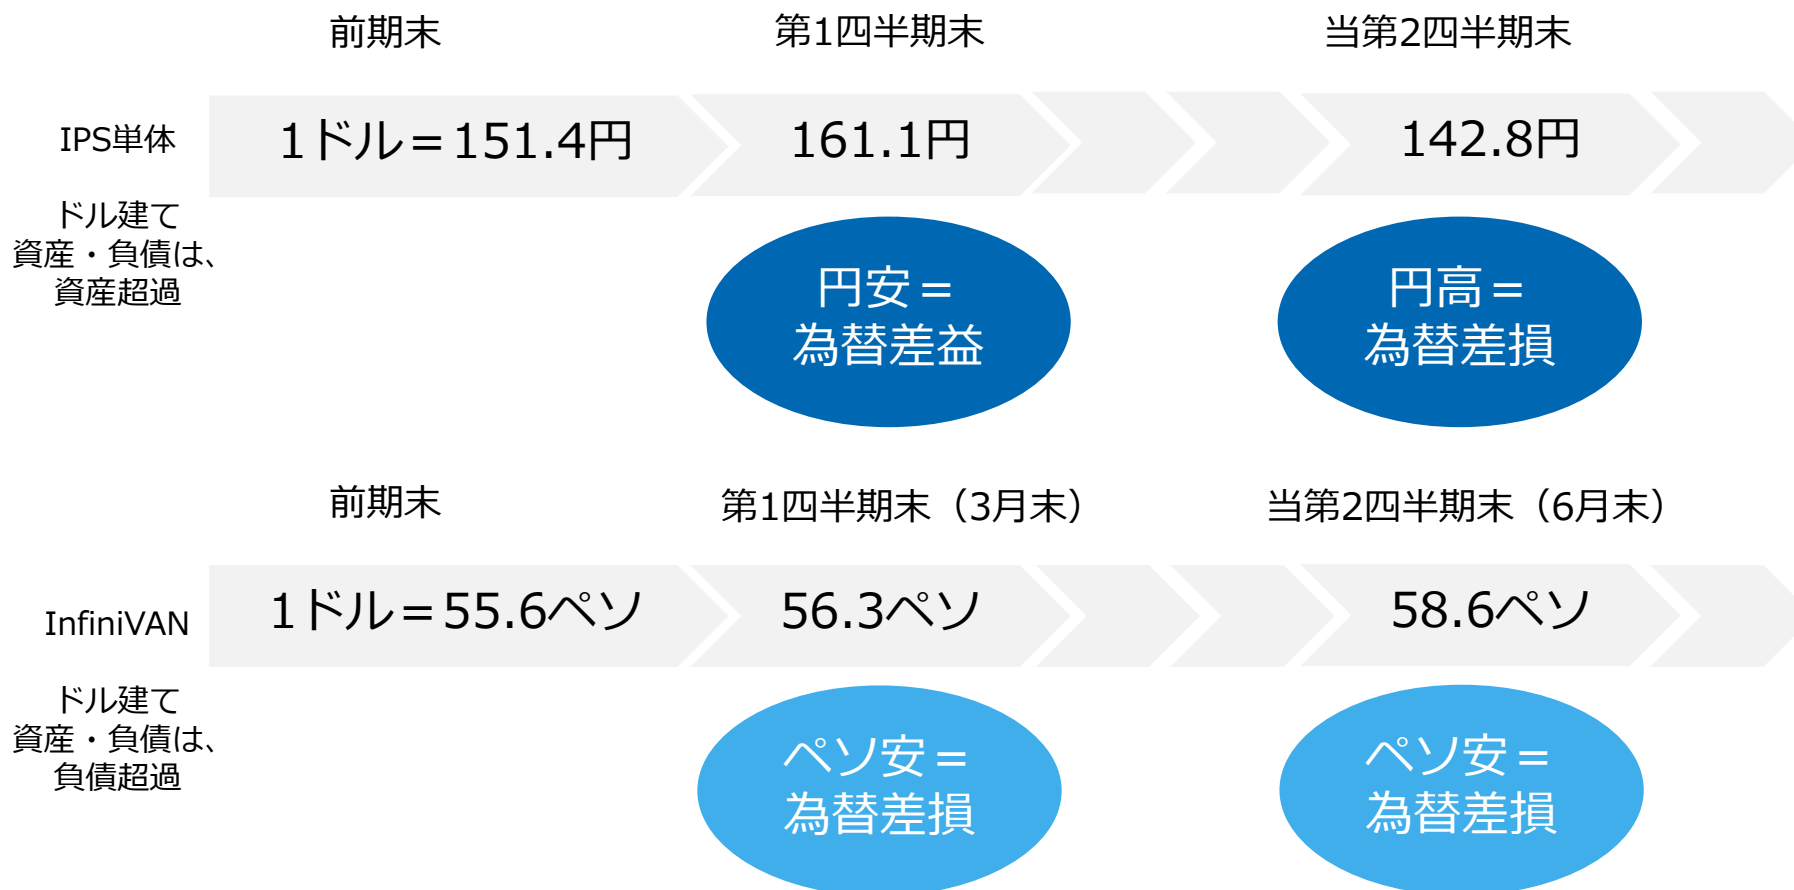 前期末
第1四半期末
当第2四半期末
IPS単体
1ドル＝151.4円
161.1円
142.8円
ドル建て
資産・負債は、
資産超過
円安＝
為替差益
円高＝
為替差損
前期末
第1四半期末（3月末）
当第2四半期末（6月末）
InfiniVAN
1ドル＝55.6ペソ
56.3ペソ
58.6ペソ
ドル建て
資産・負債は、
負債超過
ペソ安＝
為替差損
ペソ安＝
為替差損